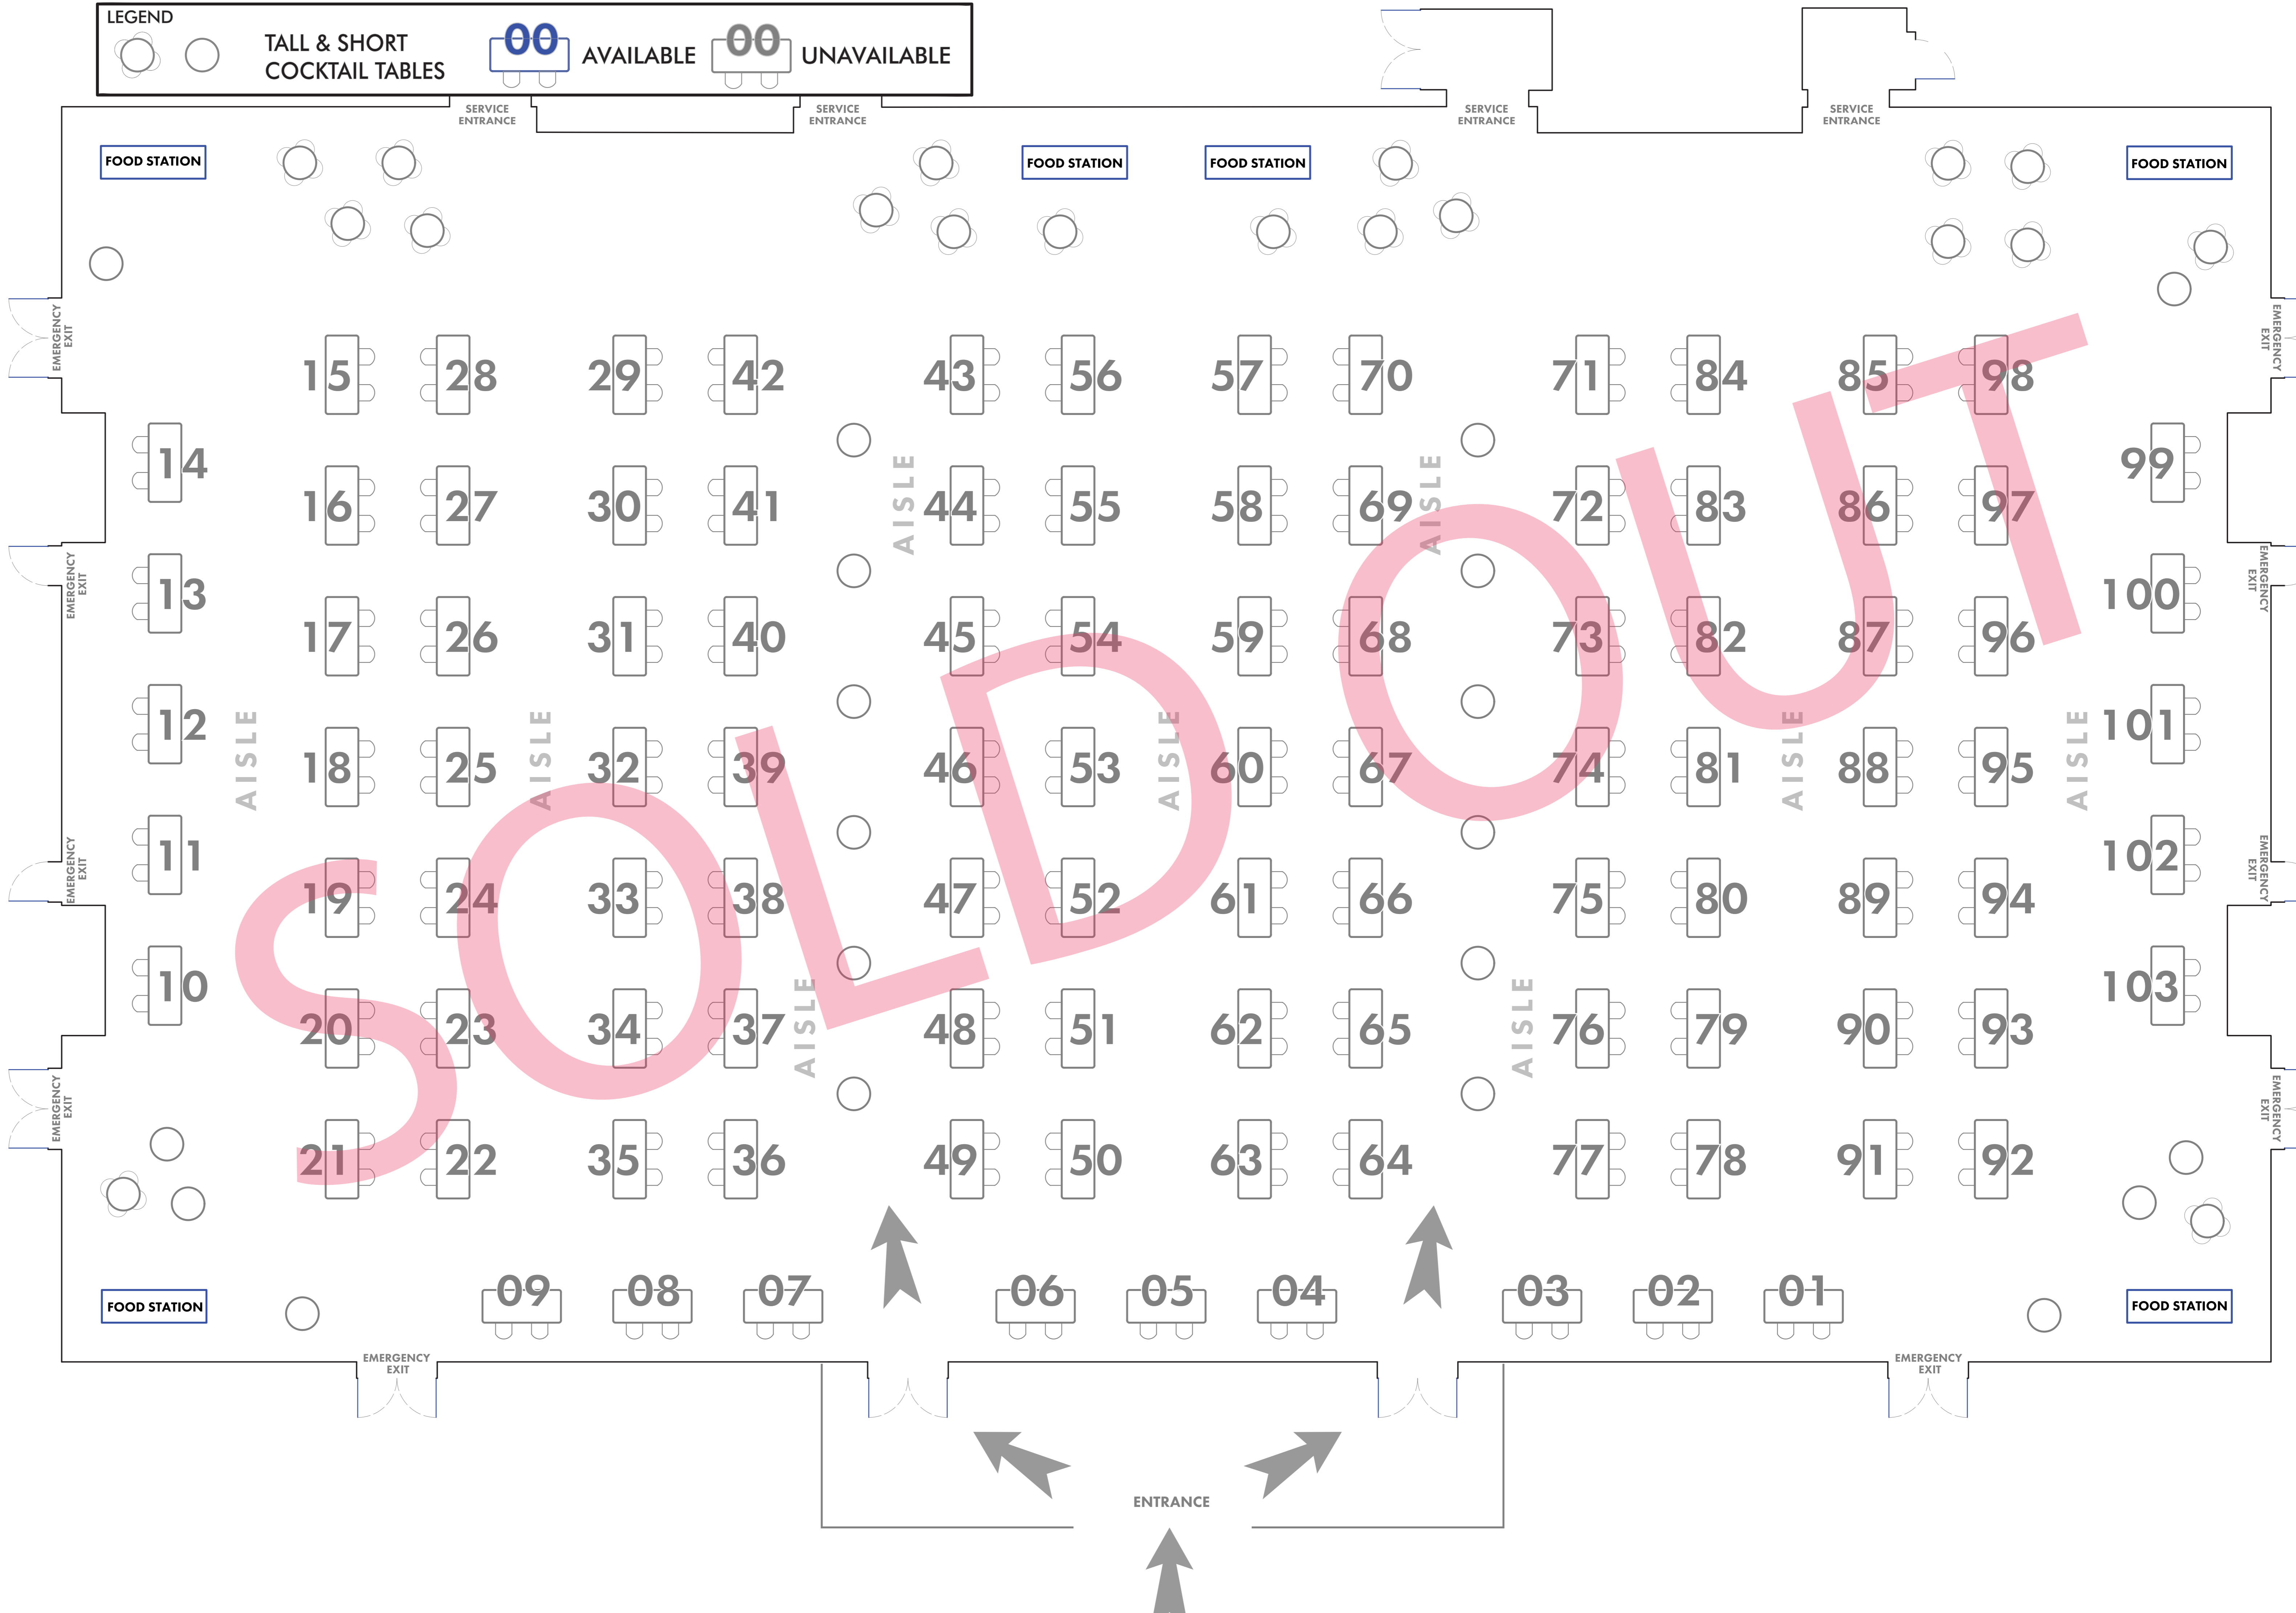 LEGEND
TALL & SHORT
COCKTAIL TABLES
00 AVAILABLE 00 UNAVAILABLE
SERVICE
ENTRANCE
SERVICE
ENTRANCE
SERVICE
ENTRANCE
SERVICE
ENTRANCE
FOOD STATION
FOOD STATION
FOOD STATION
FOOD STATION
EMERGENCY
EXIT
EMERGENCY
EXIT
15 28 29 42 43 56 57 70 71 84 85 98
14 99
AISLE AISLE
16 27 30 41 44 55 58 69 72 83 86 97
EMERGENCY
EXIT
EMERGENCY
EXIT
13 100
17 26 31 40 45 54 59 68 73 82 87 96
12 101
AISLE AISLE AISLE AISLE AISLE
18 25 32 39 46 53 60 67 74 81 88 95
SOLD OUT
EMERGENCY
EXIT
EMERGENCY
EXIT
11 102
19 24 33 38 47 52 61 66 75 80 89 94
10 103
AISLE AISLE
20 23 34 37 48 51 62 65 76 79 90 93
EMERGENCY
EXIT
EMERGENCY
EXIT
21 22 35 36 49 50 63 64 77 78 91 92
09 08 07 06 05 04 03 02 01
FOOD STATION
FOOD STATION
EMERGENCY
EXIT
EMERGENCY
EXIT
ENTRANCE